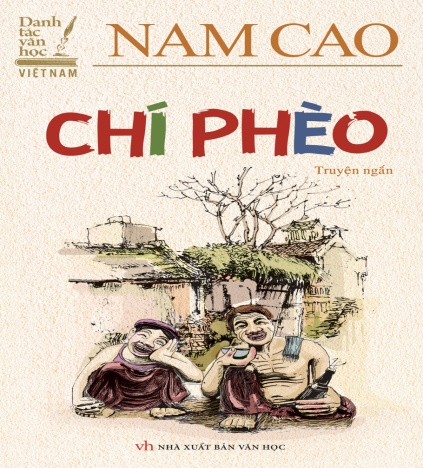 Danh
tác
văn
học
VIỆT NAM
NAM CAO
CHÍ PHÈO
Truyện ngắn
vh NHÀ XUẤT BẢN VĂN HỌC